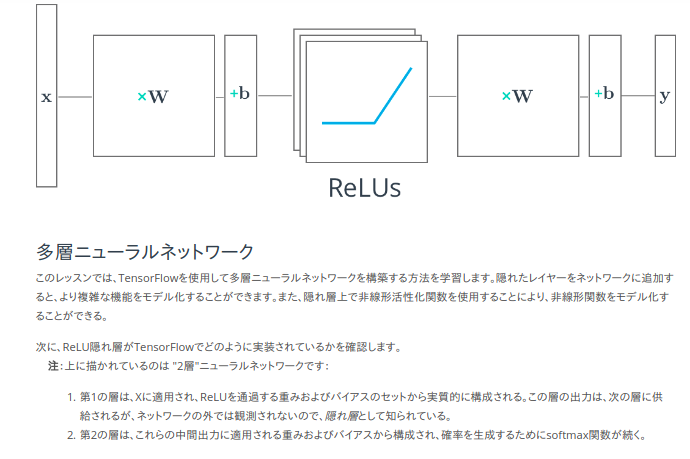 x ×W +b ×W +b y
ReLUs
多層ニューラルネットワーク
このレッスンでは、TensorFlowを使用して多層ニューラルネットワークを構築する方法を学習します。隠れたレイヤーをネットワークに追加す
ると、より複雑な機能をモデル化することができます。また、隠れ層上で非線形活性化関数を使用することにより、非線形関数をモデル化す
ることができる。
次に、ReLU隠れ層がTensorFlowでどのように実装されているかを確認します。
注：上に描かれているのは "2層"ニューラルネットワークです：
1. 第1の層は、Xに適用され、ReLUを通過する重みおよびバイアスのセットから実質的に構成される。この層の出力は、次の層に供
給されるが、ネットワークの外では観測されないので、隠れ層として知られている。
2. 第2の層は、これらの中間出力に適用される重みおよびバイアスから構成され、確率を生成するためにsoftmax関数が続く。